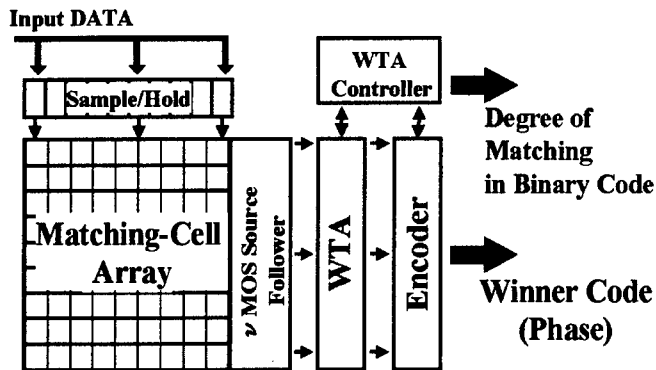 Input DATA
Sample/Hold
WTA
Controller
Degree of
Matching
in Binary Code
Matching-Cell
Array
ν MOS Source
Follower
WTA
Encoder
Winner Code
(Phase)